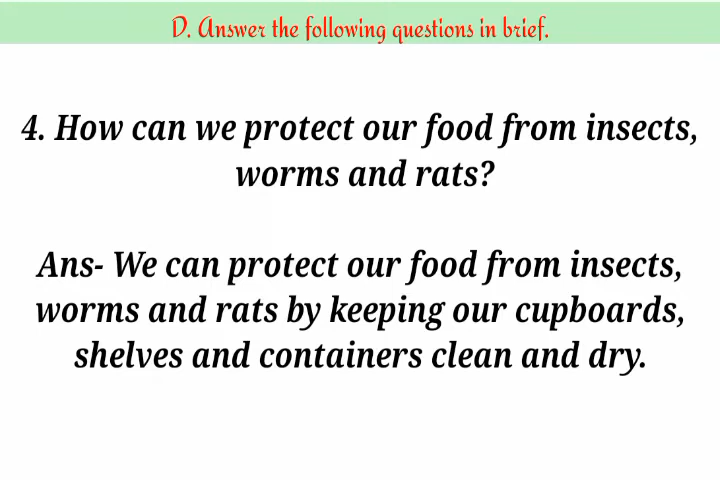 D. Answer the following questions in brief.
4. How can we protect our food from insects,
worms and rats?
Ans- We can protect our food from insects,
worms and rats by keeping our cupboards,
shelves and containers clean and dry.